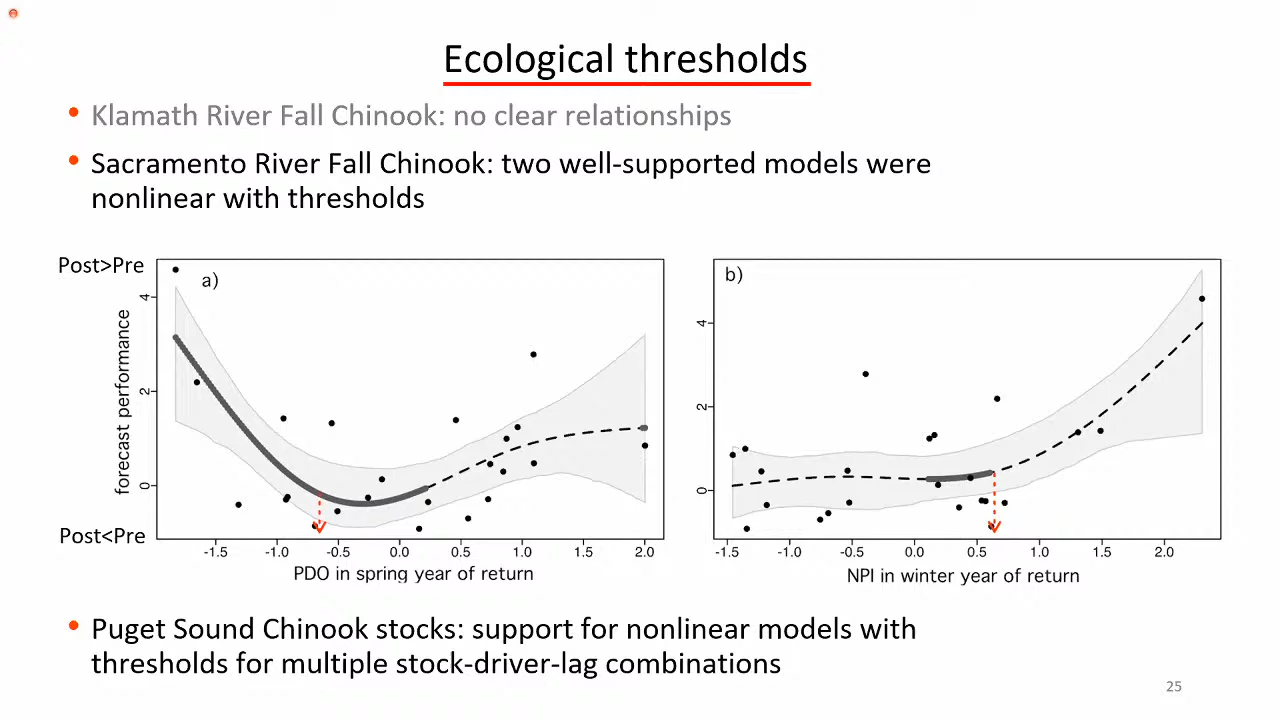 Ecological thresholds
• Klamath River Fall Chinook: no clear relationships
• Sacramento River Fall Chinook: two well-supported models were
nonlinear with thresholds
Post>Pre
Post<Pre
forecast performance
a)
4
2
0
-1.5 -1.0 -0.5 0.0 0.5 1.0 1.5 2.0
PDO in spring year of return
b)
4
2
0
-1.5 -1.0 -0.5 0.0 0.5 1.0 1.5 2.0
NPI in winter year of return
• Puget Sound Chinook stocks: support for nonlinear models with
thresholds for multiple stock-driver-lag combinations
25